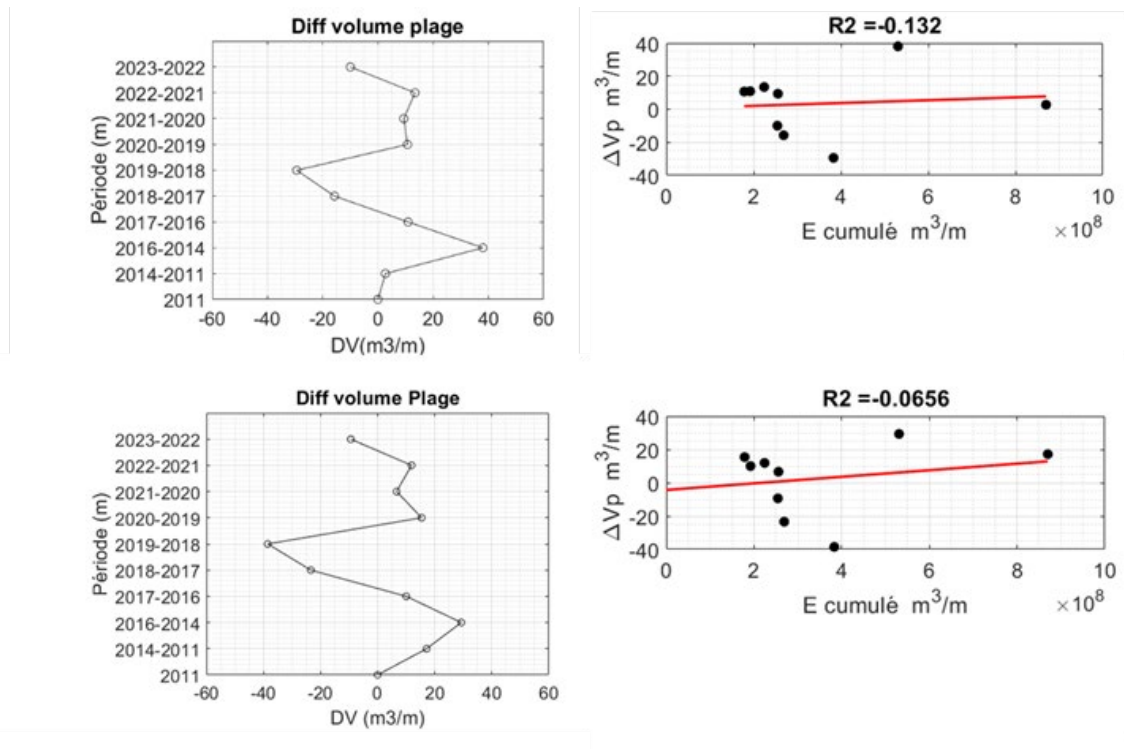 Diff volume plage
2023-2022
2022-2021
2021-2020
2020-2019
2019-2018
2018-2017
2017-2016
2016-2014
2014-2011
2011
Période (m)
-60 -40 -20 0 20 40 60
DV(m3/m)
R2 =-0.132
40
20
0
-20
-40
ΔVp m³/m
0 2 4 6 8 10
E cumulé m³/m ×10⁸
Diff volume Plage
2023-2022
2022-2021
2021-2020
2020-2019
2019-2018
2018-2017
2017-2016
2016-2014
2014-2011
2011
Période (m)
-60 -40 -20 0 20 40 60
DV (m3/m)
R2 =-0.0656
40
20
0
-20
-40
ΔVp m³/m
0 2 4 6 8 10
E cumulé m³/m ×10⁸